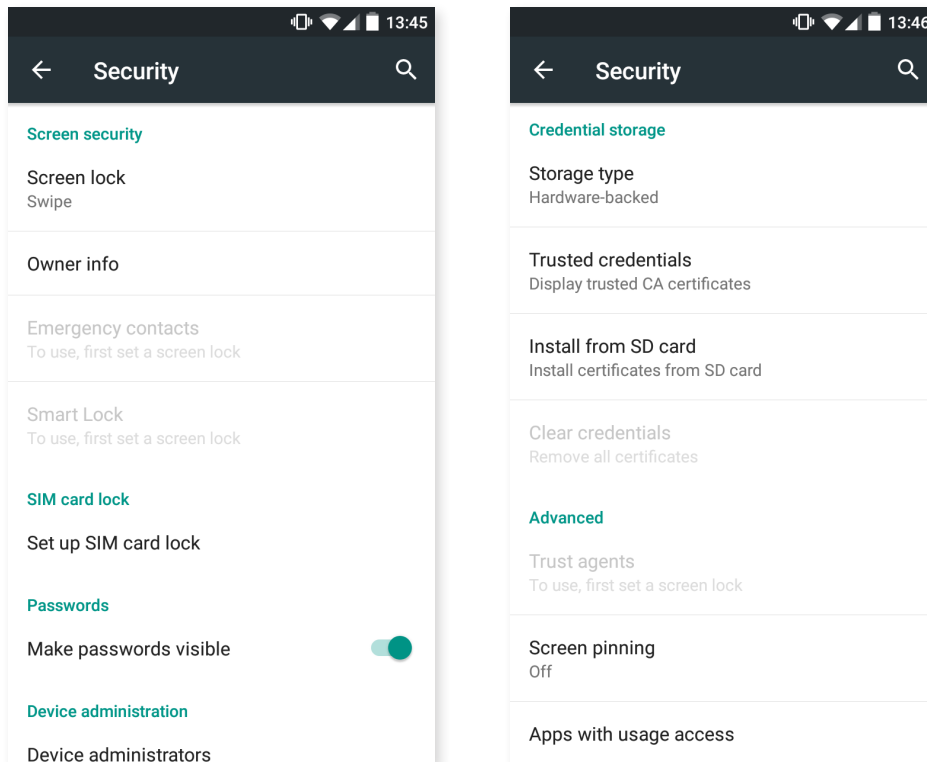 13:45
Security
Screen security
Screen lock
Swipe
Owner info
Emergency contacts
To use, first set a screen lock
Smart Lock
To use, first set a screen lock
SIM card lock
Set up SIM card lock
Passwords
Make passwords visible
Device administration
Device administrators
13:46
Security
Credential storage
Storage type
Hardware-backed
Trusted credentials
Display trusted CA certificates
Install from SD card
Install certificates from SD card
Clear credentials
Remove all certificates
Advanced
Trust agents
To use, first set a screen lock
Screen pinning
Off
Apps with usage access